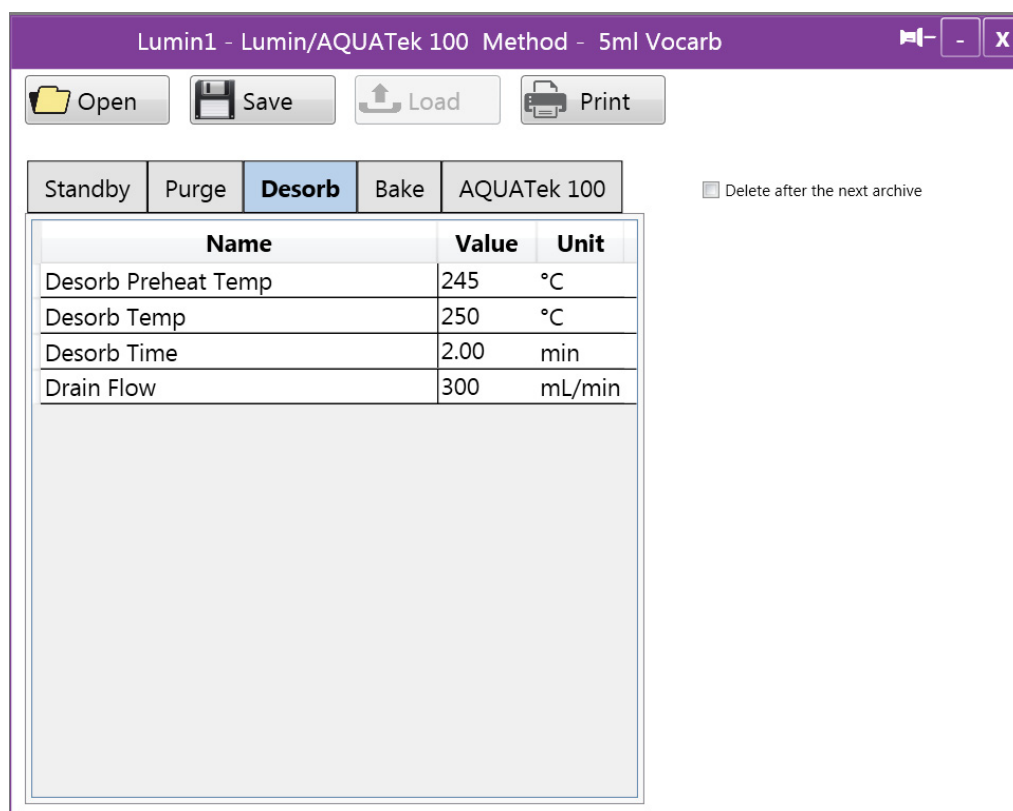 Lumin1 - Lumin/AQUATek 100 Method - 5ml Vocarb - X
Open Save Load Print
Standby Purge Desorb Bake AQUATek 100 Delete after the next archive
Name Value Unit
Desorb Preheat Temp 245 °C
Desorb Temp 250 °C
Desorb Time 2.00 min
Drain Flow 300 mL/min